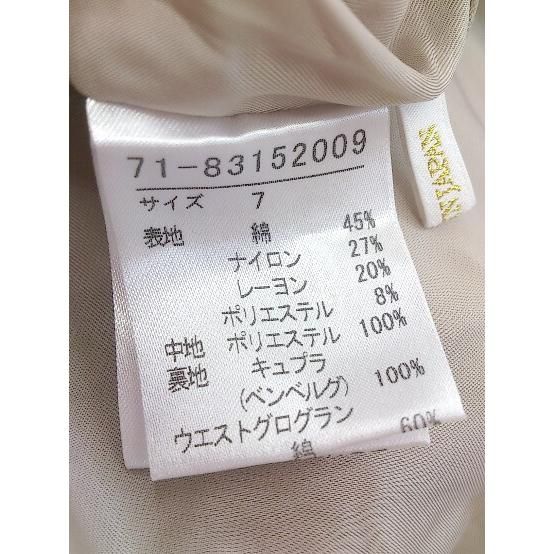 71-83152009
サイズ 7
表地 綿 45%
ナイロン 27%
レーヨン 20%
ポリエステル 8%
中地 ポリエステル 100%
裏地 キュプラ
(ベンベルグ) 100%
ウエストグログラン
綿 60%
JAPAN